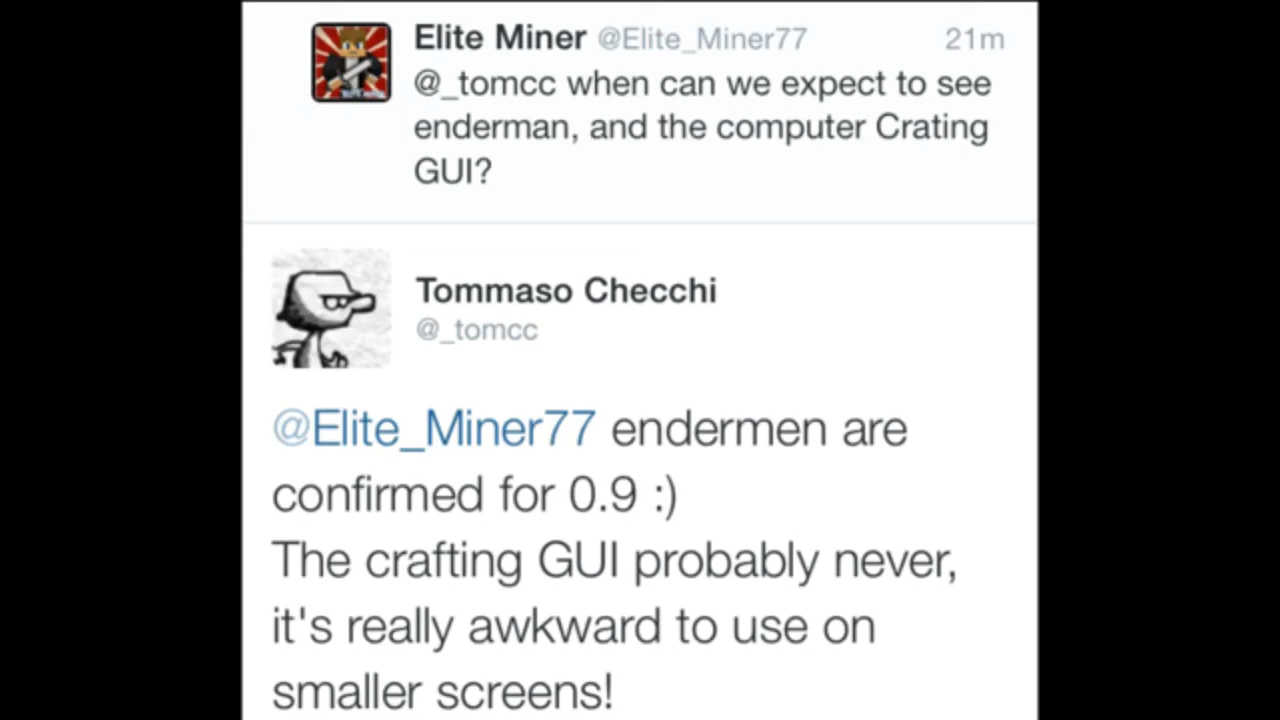 Elite Miner @Elite_Miner77 21m
@_tomcc when can we expect to see
enderman, and the computer Crating
GUI?
Tommaso Checchi
@_tomcc
@Elite_Miner77 endermen are
confirmed for 0.9 :)
The crafting GUI probably never,
it's really awkward to use on
smaller screens!